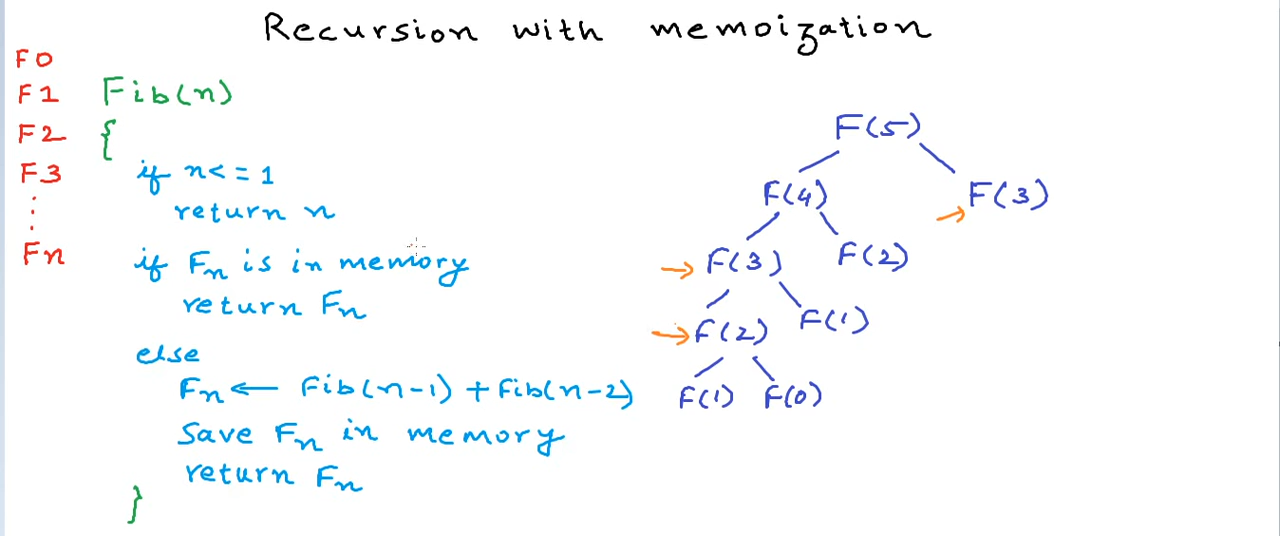 Recursion with memoization
F0
F1
F2
F3
⋮
Fn
Fib(n)
{
if n<=1
return n
if Fn is in memory
return Fn
else
Fn ← Fib(n-1) + Fib(n-2)
Save Fn in memory
return Fn
}
F(5)
F(4) → F(3)
→ F(3) F(2)
→ F(2) F(1)
F(1) F(0)